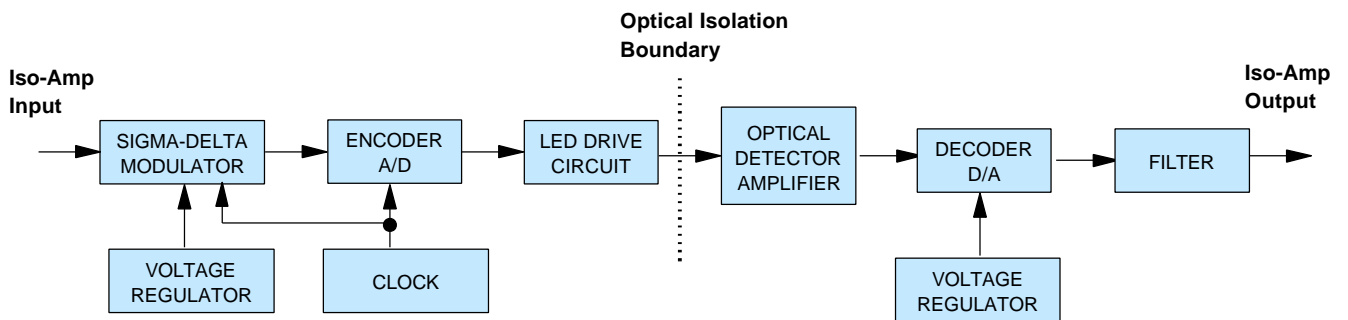 Optical Isolation
Boundary
Iso-Amp
Input
Iso-Amp
Output
SIGMA-DELTA
MODULATOR
ENCODER
A/D
LED DRIVE
CIRCUIT
OPTICAL
DETECTOR
AMPLIFIER
DECODER
D/A
FILTER
VOLTAGE
REGULATOR
CLOCK
VOLTAGE
REGULATOR